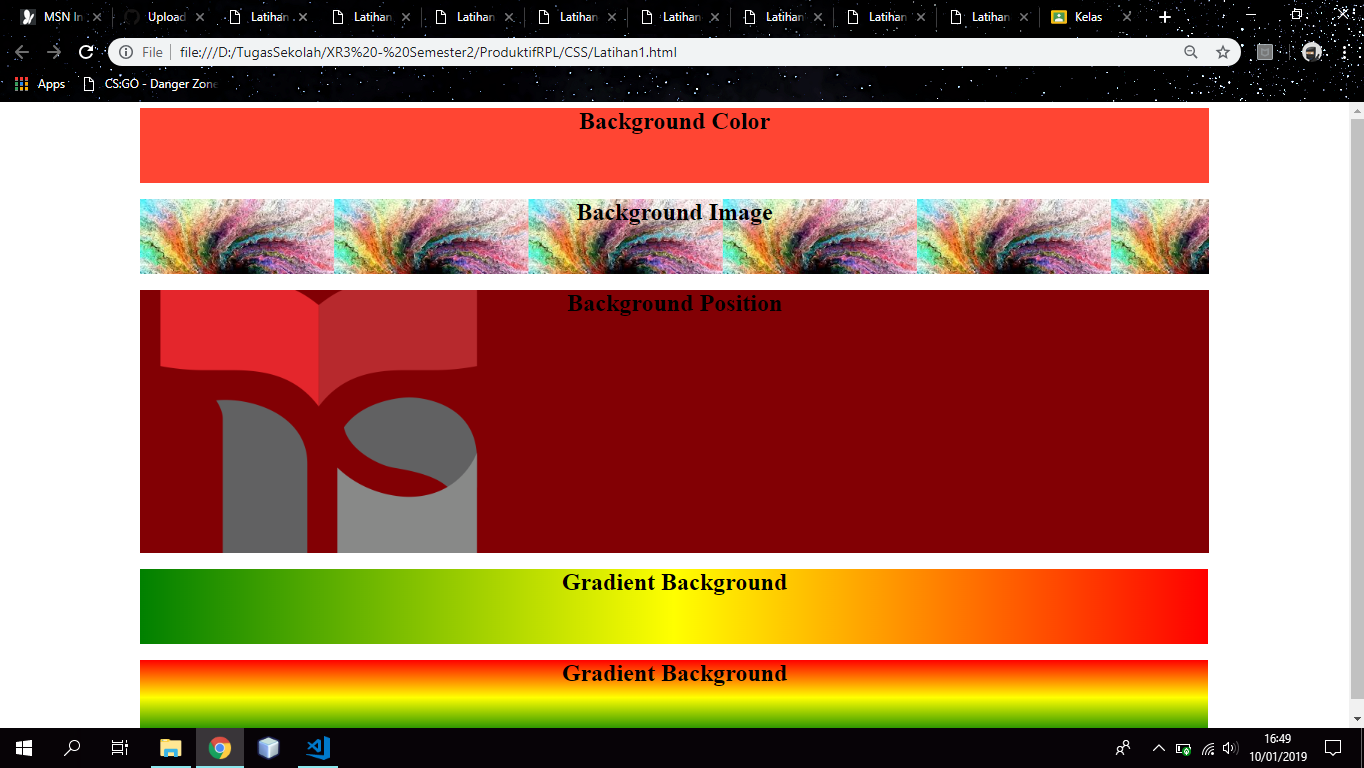 MSN In
Upload
Latihan
Latihan
Latihan
Latihan
Latihan
Latihan
Latihan
Latihan
Kelas
File
file:///D:/TugasSekolah/XR3%20-%20Semester2/ProduktifRPL/CSS/Latihan1.html
Apps
CS:GO - Danger Zone
Background Color
Background Image
Background Position
Gradient Background
Gradient Background
16:49
10/01/2019